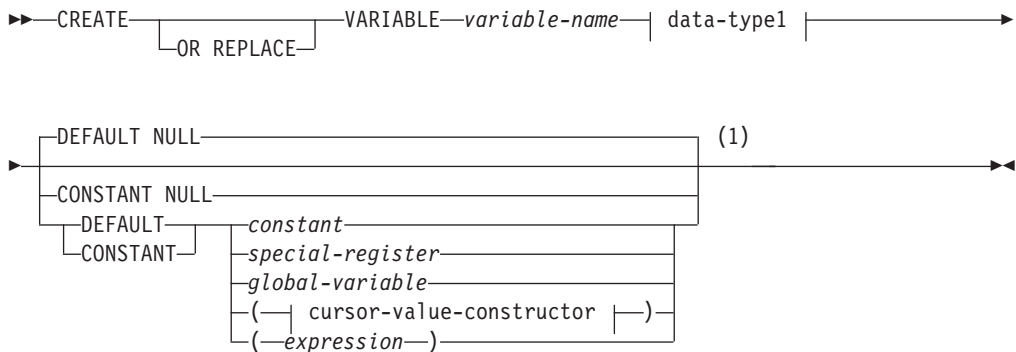 CREATE VARIABLE variable-name data-type1
OR REPLACE
DEFAULT NULL (1)
CONSTANT NULL
DEFAULT constant
CONSTANT special-register
global-variable
( cursor-value-constructor )
( expression )